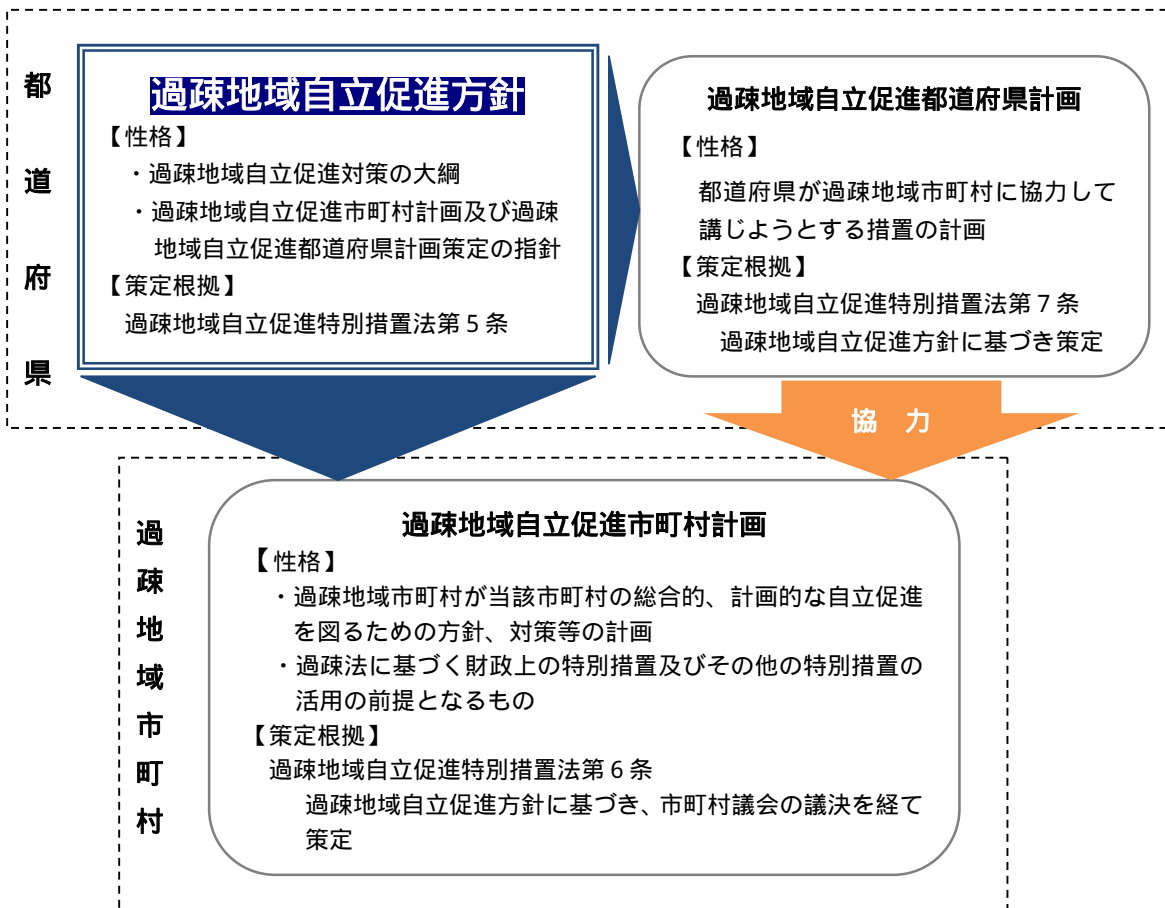 都道府県
過疎地域自立促進方針
【性格】
・過疎地域自立促進対策の大綱
・過疎地域自立促進市町村計画及び過疎
地域自立促進都道府県計画策定の指針
【策定根拠】
過疎地域自立促進特別措置法第5条
過疎地域自立促進都道府県計画
【性格】
都道府県が過疎地域市町村に協力して
講じようとする措置の計画
【策定根拠】
過疎地域自立促進特別措置法第7条
過疎地域自立促進方針に基づき策定
協 力
過疎地域市町村
過疎地域自立促進市町村計画
【性格】
・過疎地域市町村が当該市町村の総合的、計画的な自立促進
を図るための方針、対策等の計画
・過疎法に基づく財政上の特別措置及びその他の特別措置の
活用の前提となるもの
【策定根拠】
過疎地域自立促進特別措置法第6条
過疎地域自立促進方針に基づき、市町村議会の議決を経て
策定